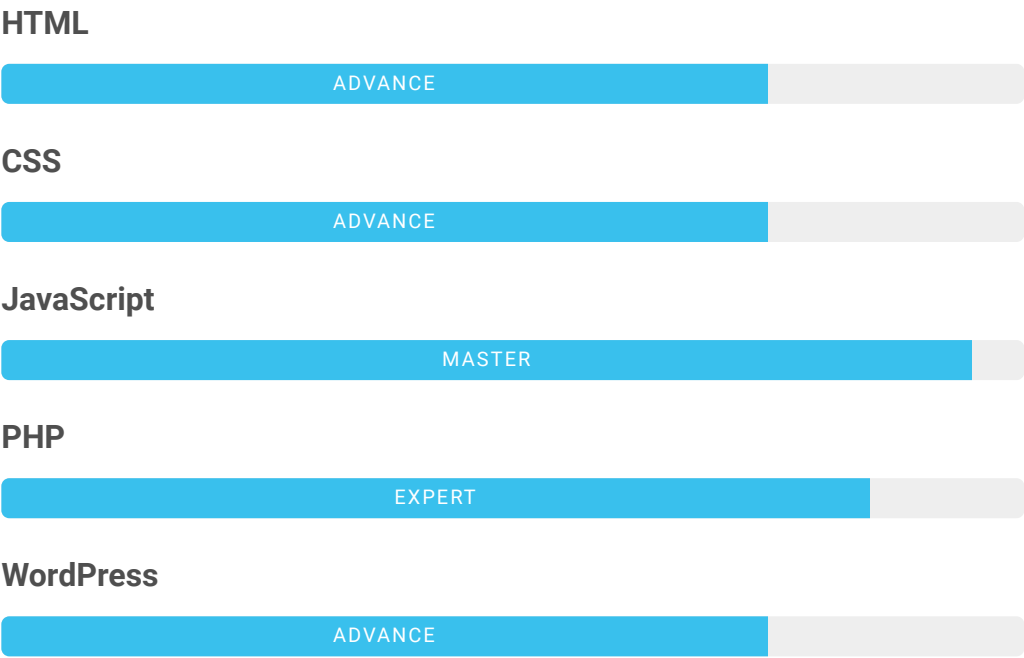 HTML
ADVANCE
CSS
ADVANCE
JavaScript
MASTER
PHP
EXPERT
WordPress
ADVANCE